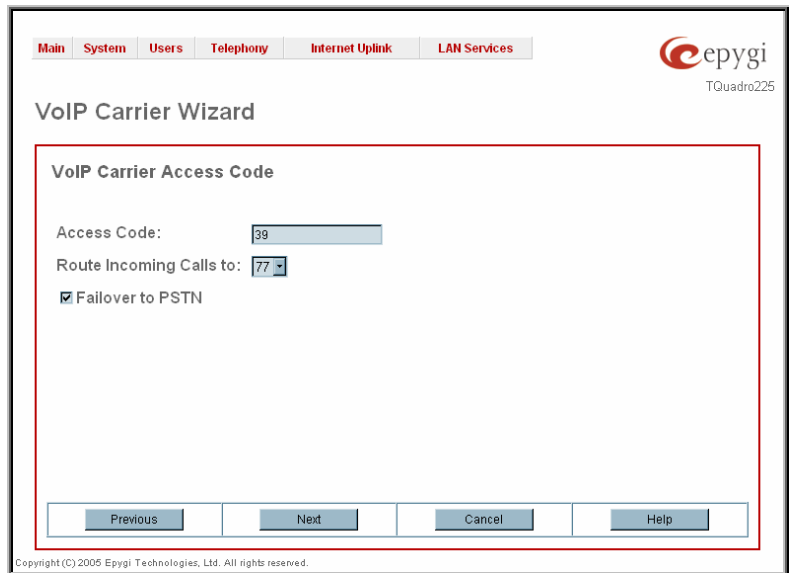 Main System Users Telephony Internet Uplink LAN Services
epygi
TQuadro225
VoIP Carrier Wizard
VoIP Carrier Access Code
Access Code: 39
Route Incoming Calls to: 77
Failover to PSTN
Previous Next Cancel Help
Copyright (C) 2005 Epygi Technologies, Ltd. All rights reserved.